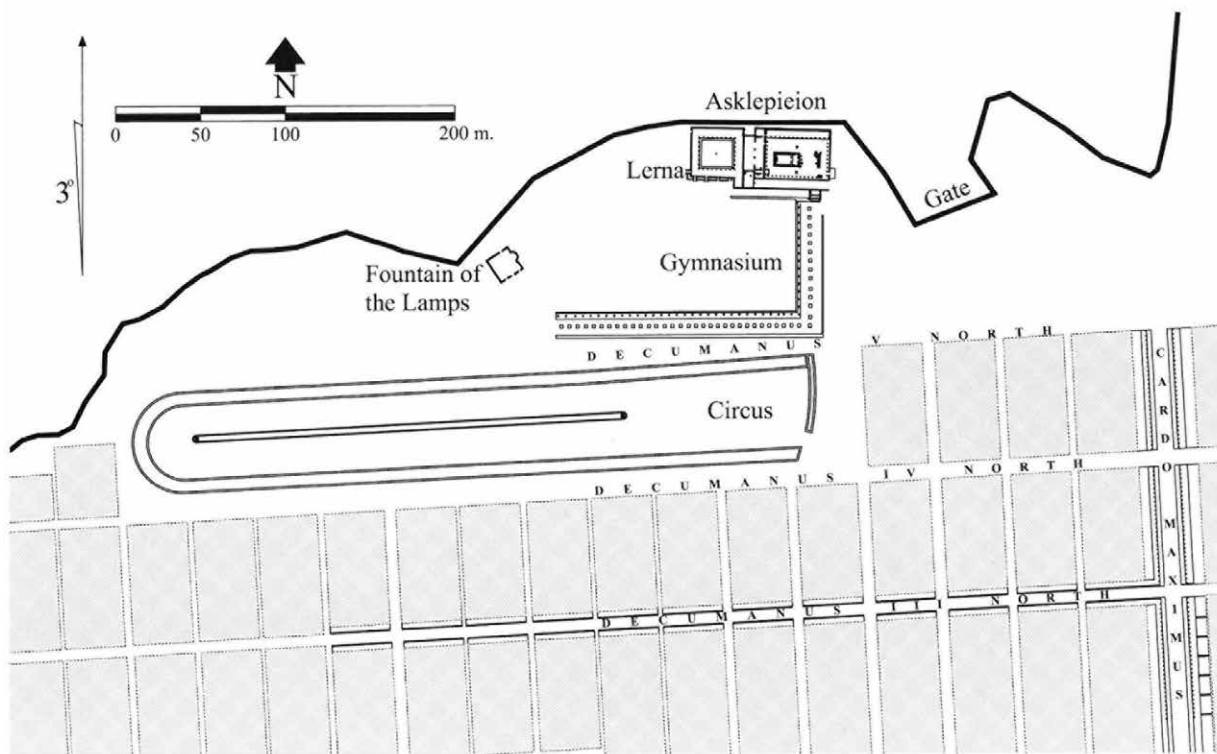 N
0 50 100 200 m.
3°
Asklepieion
Lerna
Gate
Fountain of
the Lamps
Gymnasium
DECUMANUS V NORTH
Circus
DECUMANUS IV NORTH
DECUMANUS III NORTH
CARDO MAXIMUS